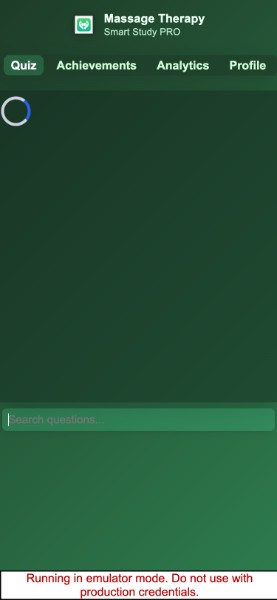 Massage Therapy
Smart Study PRO
Quiz Achievements Analytics Profile
Search questions...
Running in emulator mode. Do not use with
production credentials.